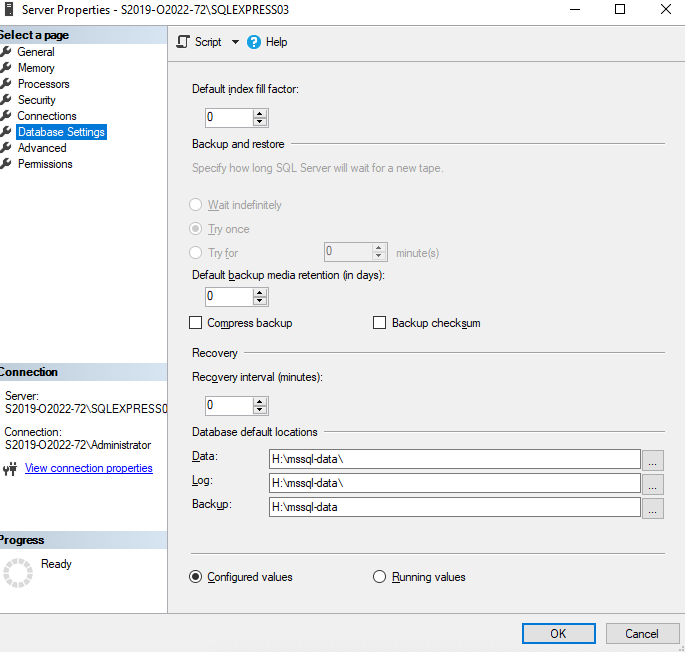 Server Properties - S2019-O2022-72\SQLEXPRESS03
Select a page
General
Memory
Processors
Security
Connections
Database Settings
Advanced
Permissions
Script
Help
Default index fill factor:
0
Backup and restore
Specify how long SQL Server will wait for a new tape.
Wait indefinitely
Try once
Try for 0 minute(s)
Default backup media retention (in days):
0
Compress backup
Backup checksum
Recovery
Recovery interval (minutes):
0
Database default locations
Data: H:\mssql-data\ ...
Log: H:\mssql-data\ ...
Backup: H:\mssql-data ...
Configured values
Running values
Connection
Server:
S2019-O2022-72\SQLEXPRESS0
Connection:
S2019-O2022-72\Administrator
View connection properties
Progress
Ready
OK
Cancel